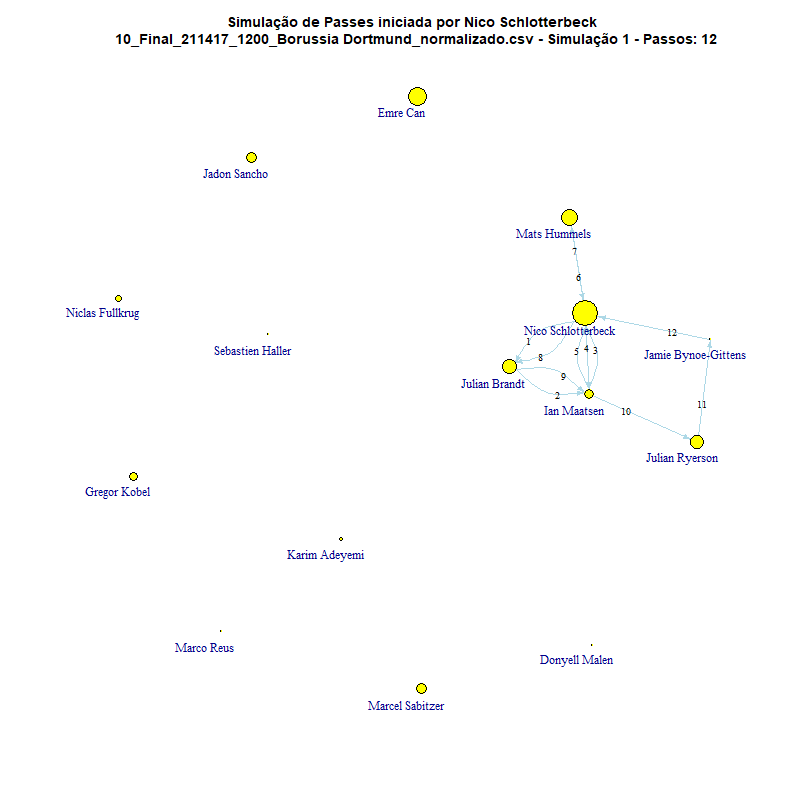 Simulação de Passes iniciada por Nico Schlotterbeck
10_Final_211417_1200_Borussia Dortmund_normalizado.csv - Simulação 1 - Passos: 12
Emre Can
Jadon Sancho
Mats Hummels
7
6
Niclas Fullkrug
Nico Schlotterbeck
12
Sebastien Haller
1
5
4
3
Jamie Bynoe-Gittens
8
Julian Brandt
9
2
11
Ian Maatsen
10
Julian Ryerson
Gregor Kobel
Karim Adeyemi
Marco Reus
Donyell Malen
Marcel Sabitzer